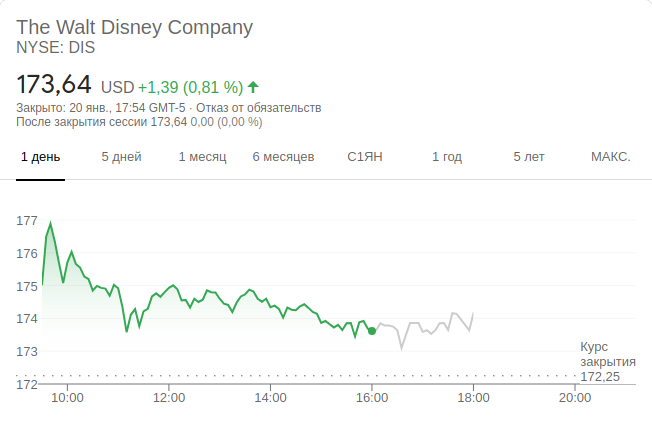 The Walt Disney Company
NYSE: DIS
173,64 USD +1,39 (0,81 %)
Закрыто: 20 янв., 17:54 GMT-5 · Отказ от обязательств
После закрытия сессии 173,64 0,00 (0,00 %)
1 день 5 дней 1 месяц 6 месяцев С1ЯН 1 год 5 лет МАКС.
177
176
175
174
173
172
Курс
закрытия
172,25
10:00 12:00 14:00 16:00 18:00 20:00